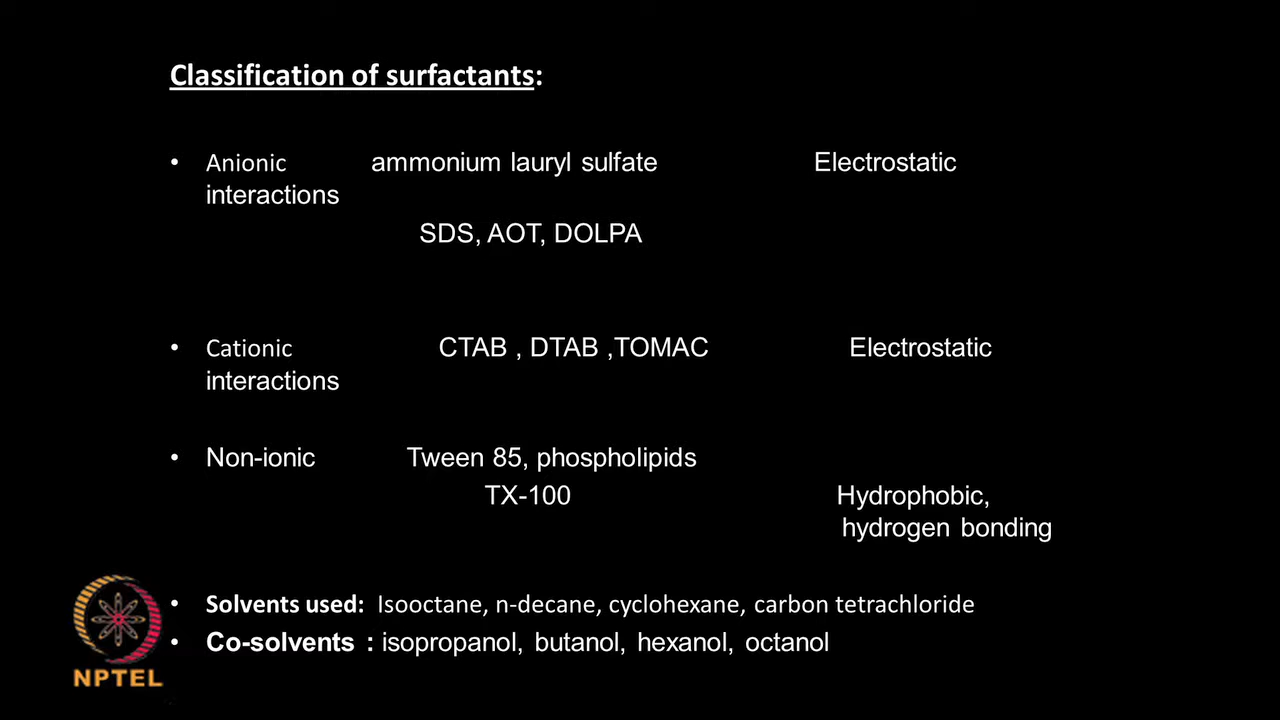 Classification of surfactants:
• Anionic ammonium lauryl sulfate Electrostatic
interactions
SDS, AOT, DOLPA
• Cationic CTAB , DTAB ,TOMAC Electrostatic
interactions
• Non-ionic Tween 85, phospholipids
TX-100 Hydrophobic,
hydrogen bonding
• Solvents used: Isooctane, n-decane, cyclohexane, carbon tetrachloride
• Co-solvents : isopropanol, butanol, hexanol, octanol
NPTEL